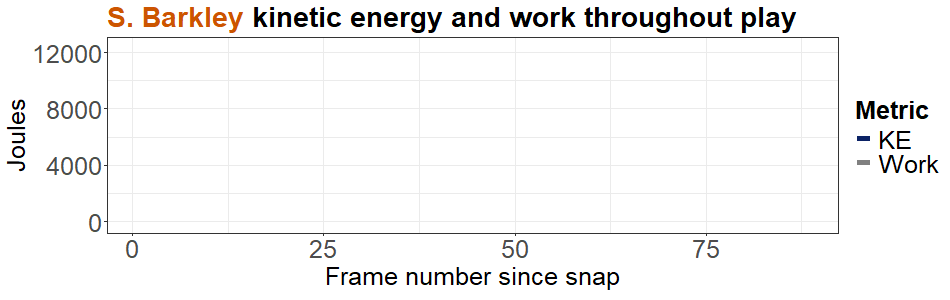 S. Barkley kinetic energy and work throughout play
12000
8000
4000
0
Joules
0 25 50 75
Frame number since snap
Metric
KE
Work